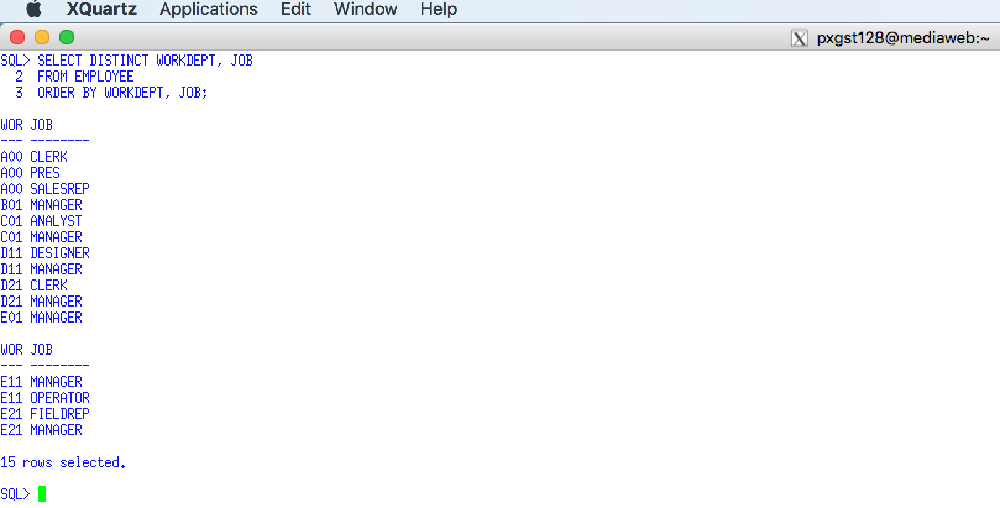 XQuartz Applications Edit Window Help
pxgst128@mediaweb:~
SQL> SELECT DISTINCT WORKDEPT, JOB
  2  FROM EMPLOYEE
  3  ORDER BY WORKDEPT, JOB;

WOR JOB
--- --------
A00 CLERK
A00 PRES
A00 SALESREP
B01 MANAGER
C01 ANALYST
C01 MANAGER
D11 DESIGNER
D11 MANAGER
D21 CLERK
D21 MANAGER
E01 MANAGER

WOR JOB
--- --------
E11 MANAGER
E11 OPERATOR
E21 FIELDREP
E21 MANAGER

15 rows selected.

SQL>